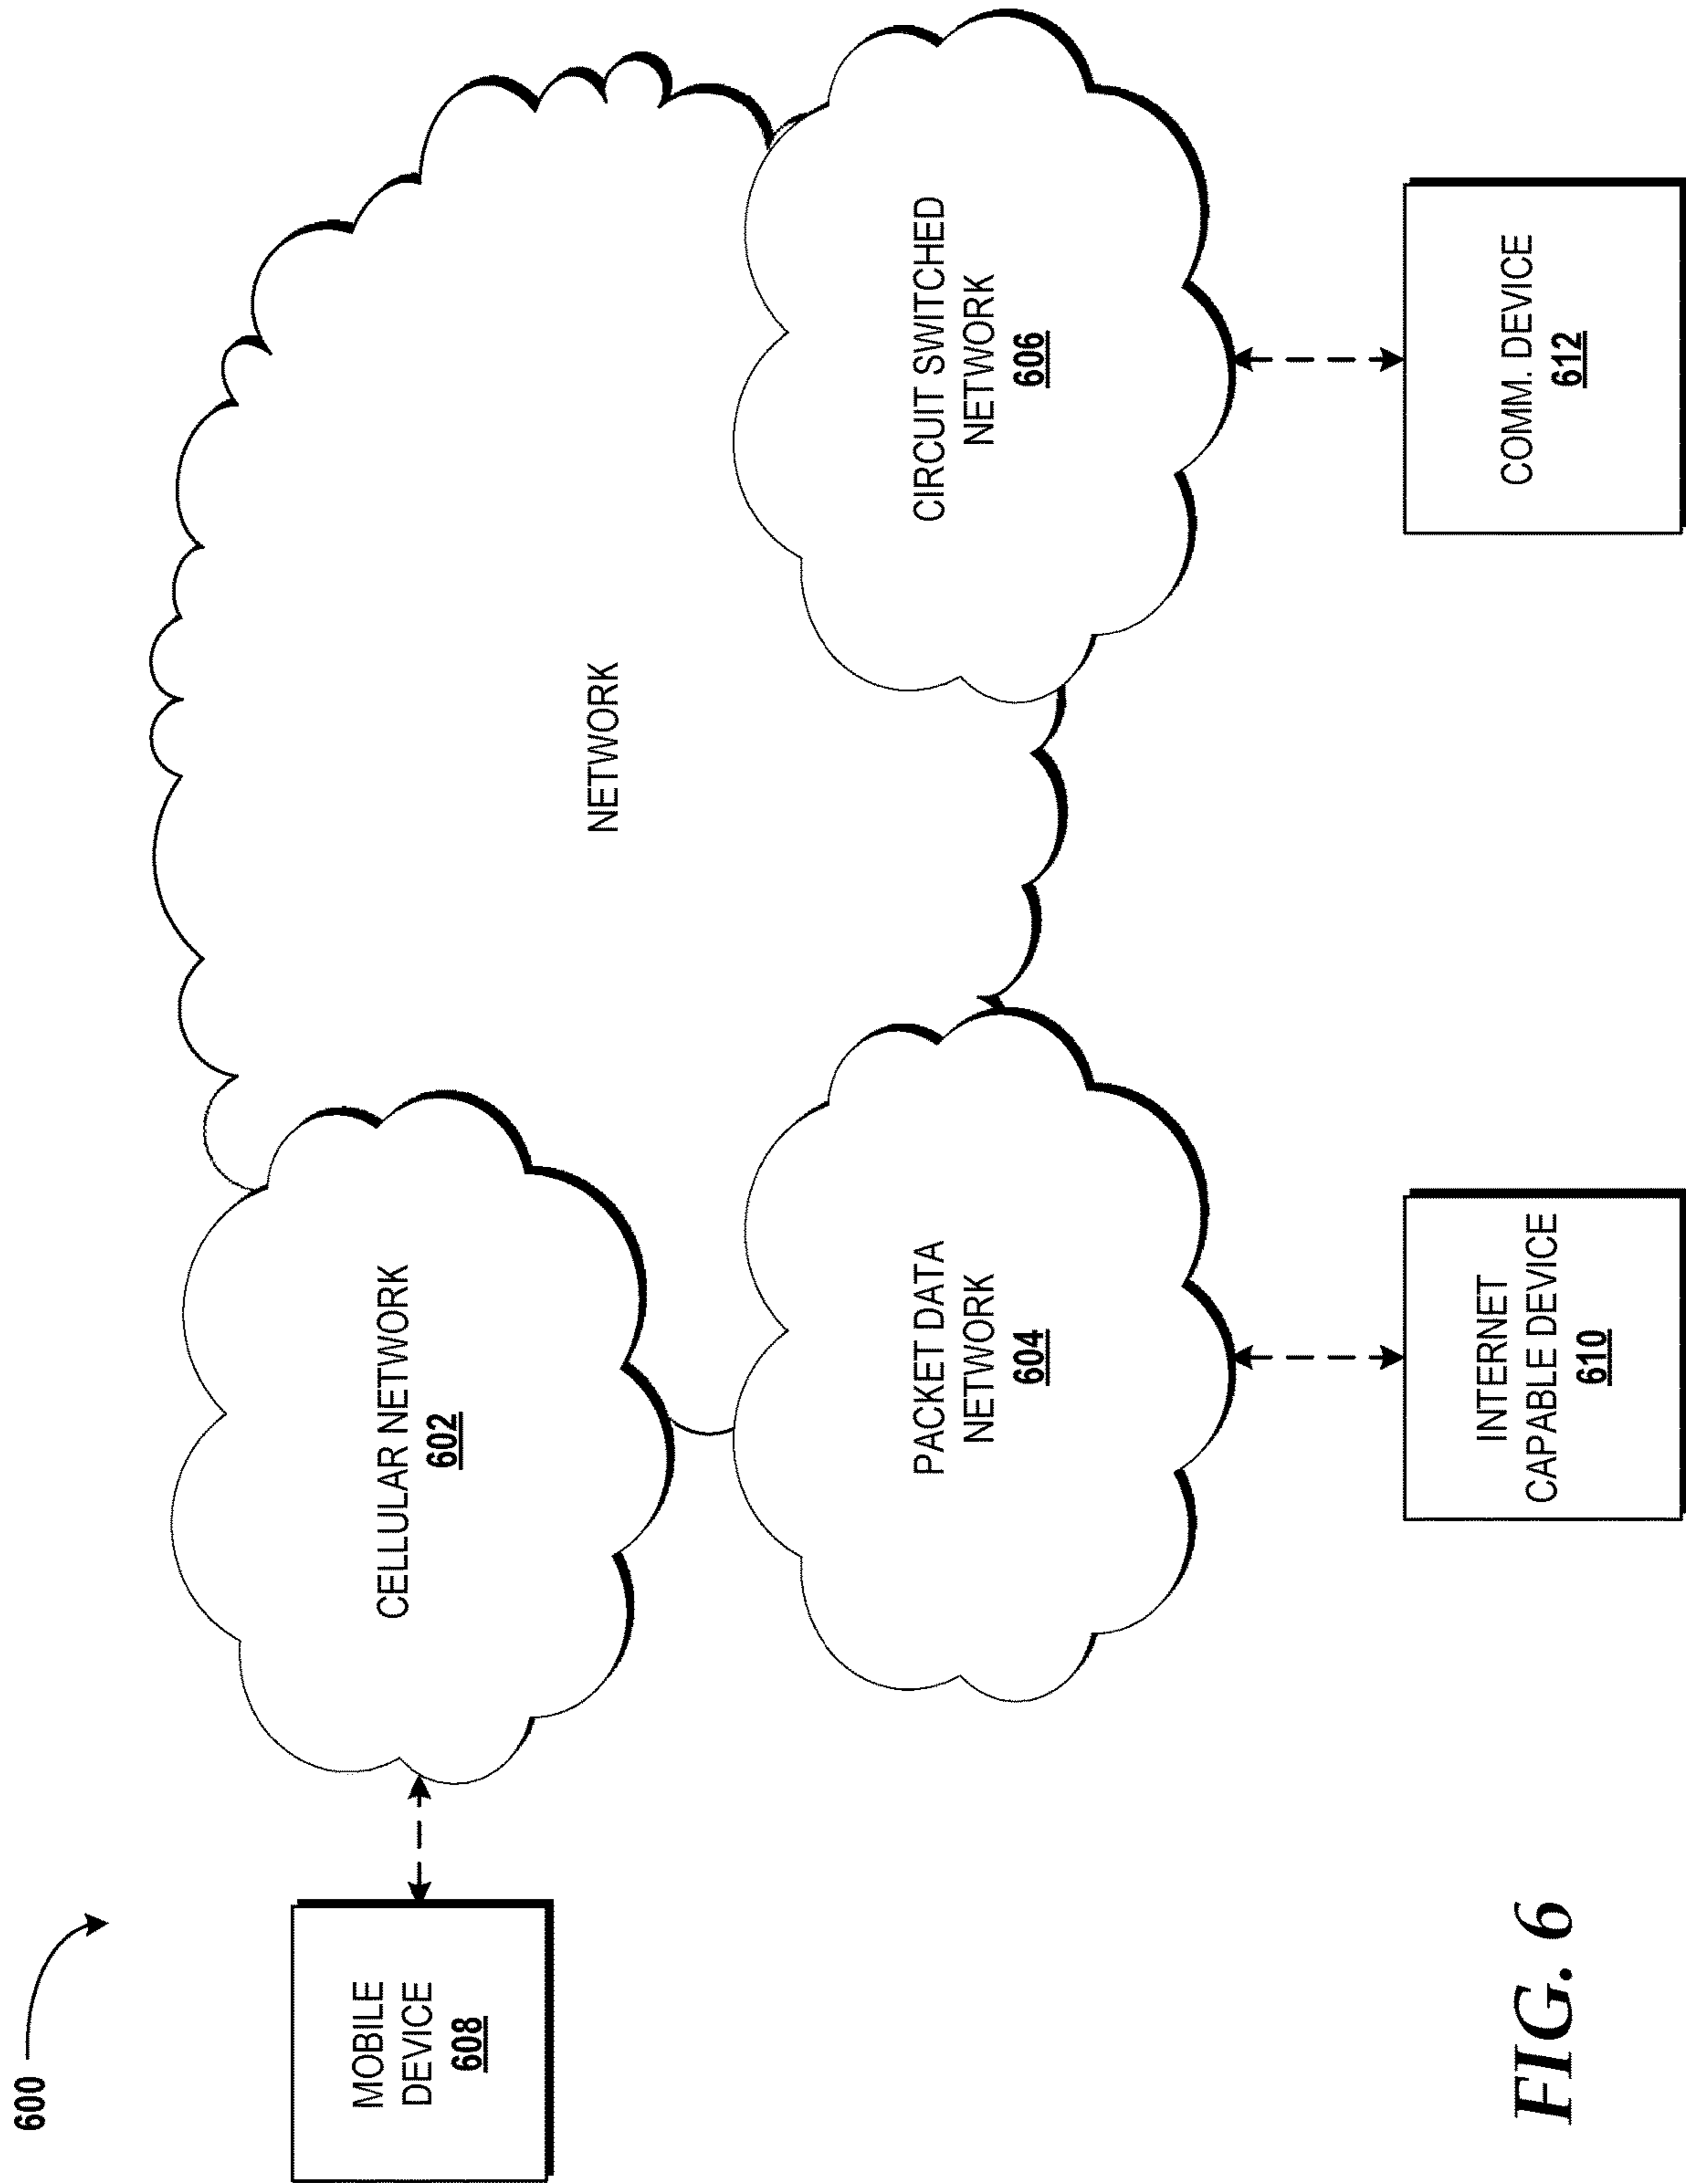 600
MOBILE
DEVICE
608
CELLULAR NETWORK
602
NETWORK
PACKET DATA
NETWORK
604
CIRCUIT SWITCHED
NETWORK
606
INTERNET
CAPABLE DEVICE
610
COMM. DEVICE
612
FIG. 6